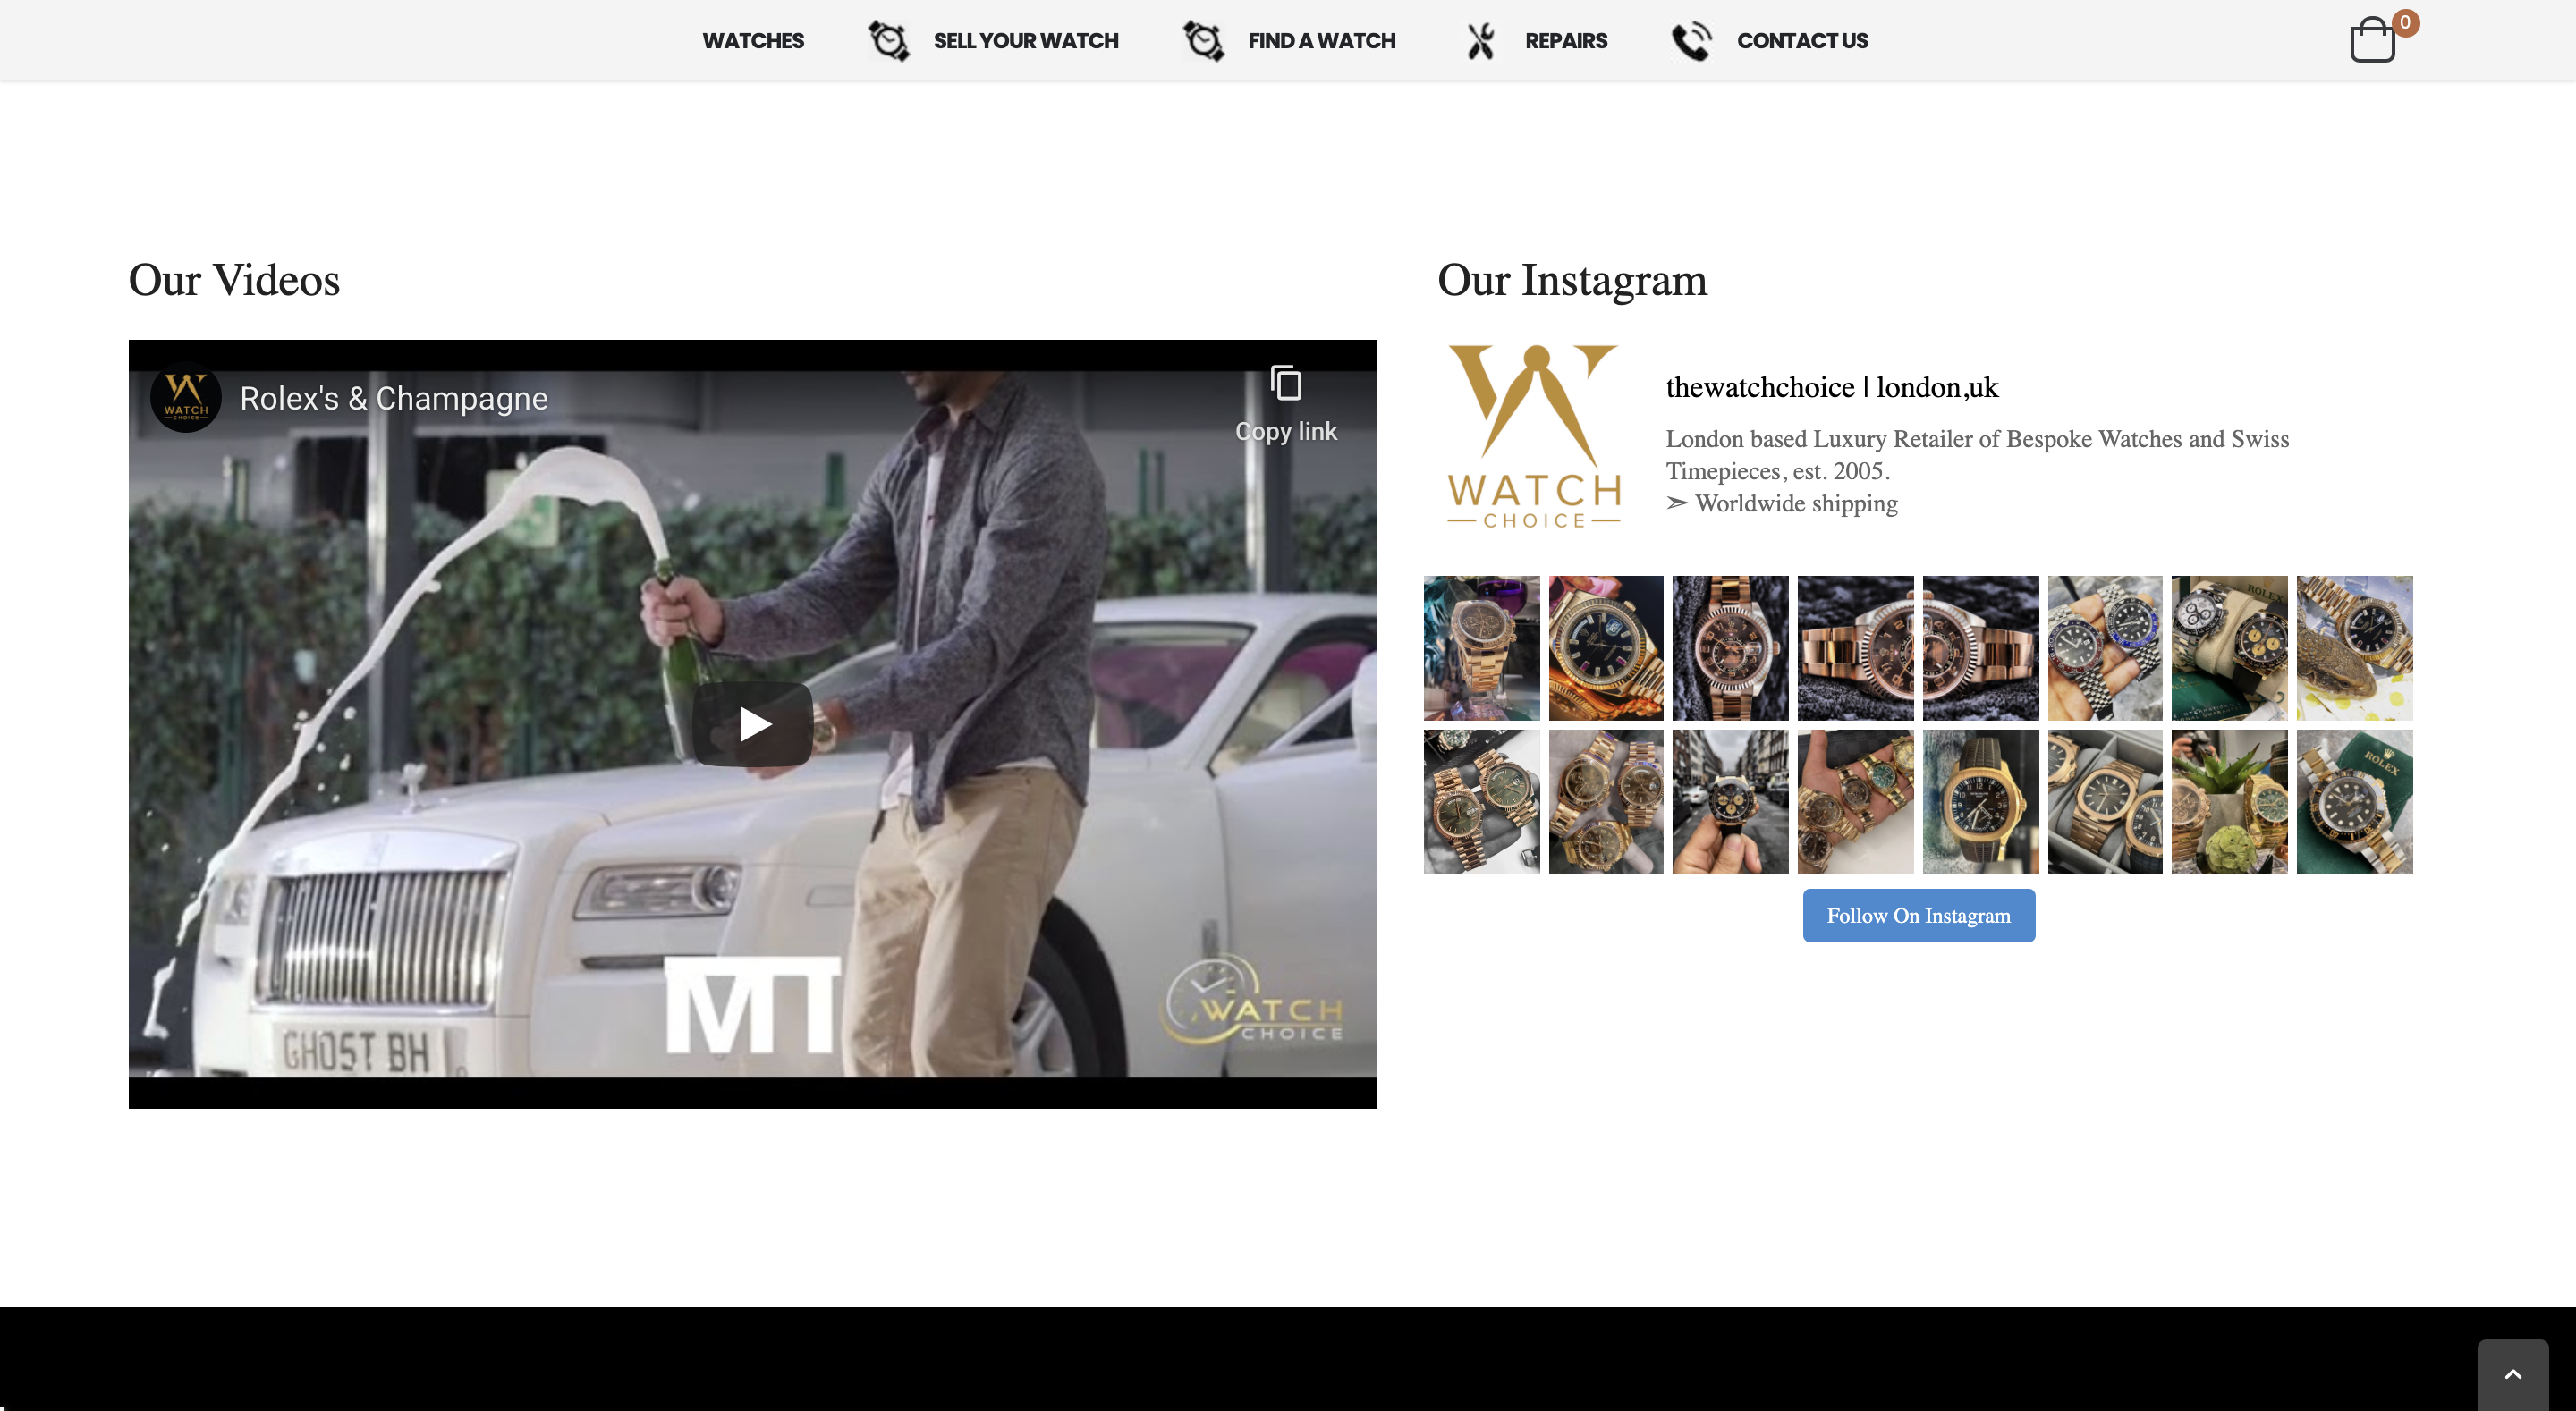 WATCHES
SELL YOUR WATCH
FIND A WATCH
REPAIRS
CONTACT US
0
Our Videos
WATCH
CHOICE
Rolex's & Champagne
Copy link
GH05T BH
MT
WATCH
CHOICE
Our Instagram
WATCH
CHOICE
thewatchchoice | london,uk
London based Luxury Retailer of Bespoke Watches and Swiss
Timepieces, est. 2005.
➣ Worldwide shipping
ROLEX
ROLEX
Follow On Instagram